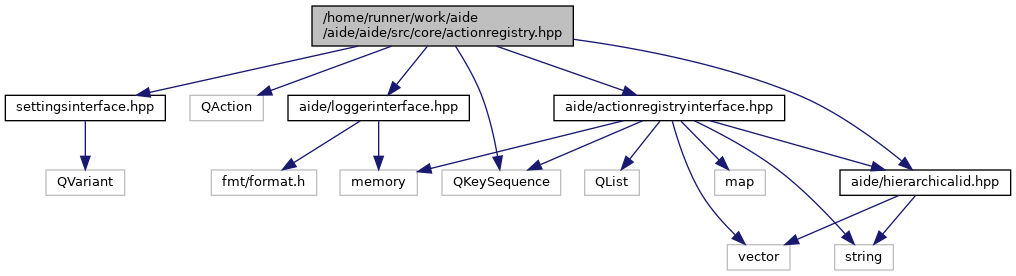 /home/runner/work/aide
/aide/aide/src/core/actionregistry.hpp
settingsinterface.hpp
QAction
aide/loggerinterface.hpp
aide/actionregistryinterface.hpp
QVariant
fmt/format.h
memory
QKeySequence
QList
map
aide/hierarchicalid.hpp
vector
string